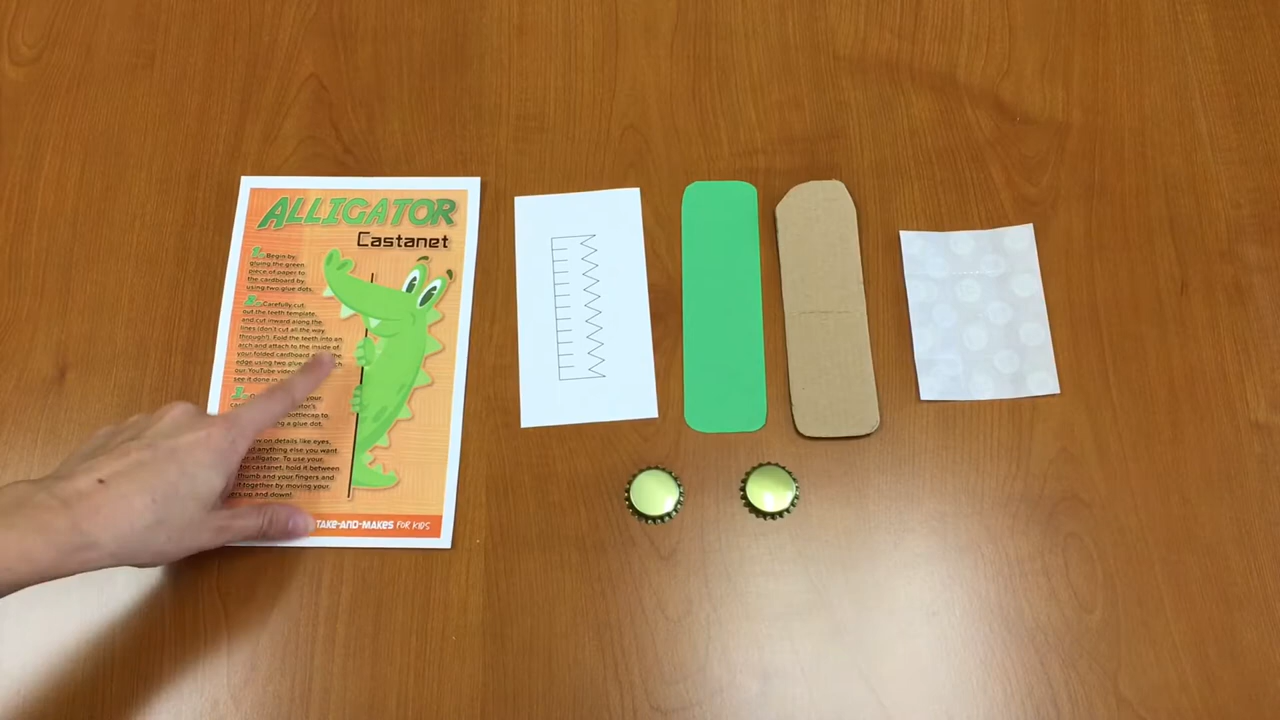 ALLIGATOR
Castanet
1. Begin by
gluing the green
piece of paper to
the cardboard by
using two glue dots.
2. Carefully cut
out the teeth template,
and cut inward along the
lines (don't cut all the way
through!). Fold the teeth into an
arch and attach to the inside of
your folded cardboard
edge using two glue
our YouTube video
see it done in
3. your
bottlecap to
a glue dot.
on details like eyes,
anything else you want
alligator. To use your
castanet, hold it between
thumb and your fingers and
it together by moving your
up and down!
TAKE-AND-MAKES FOR KIDS